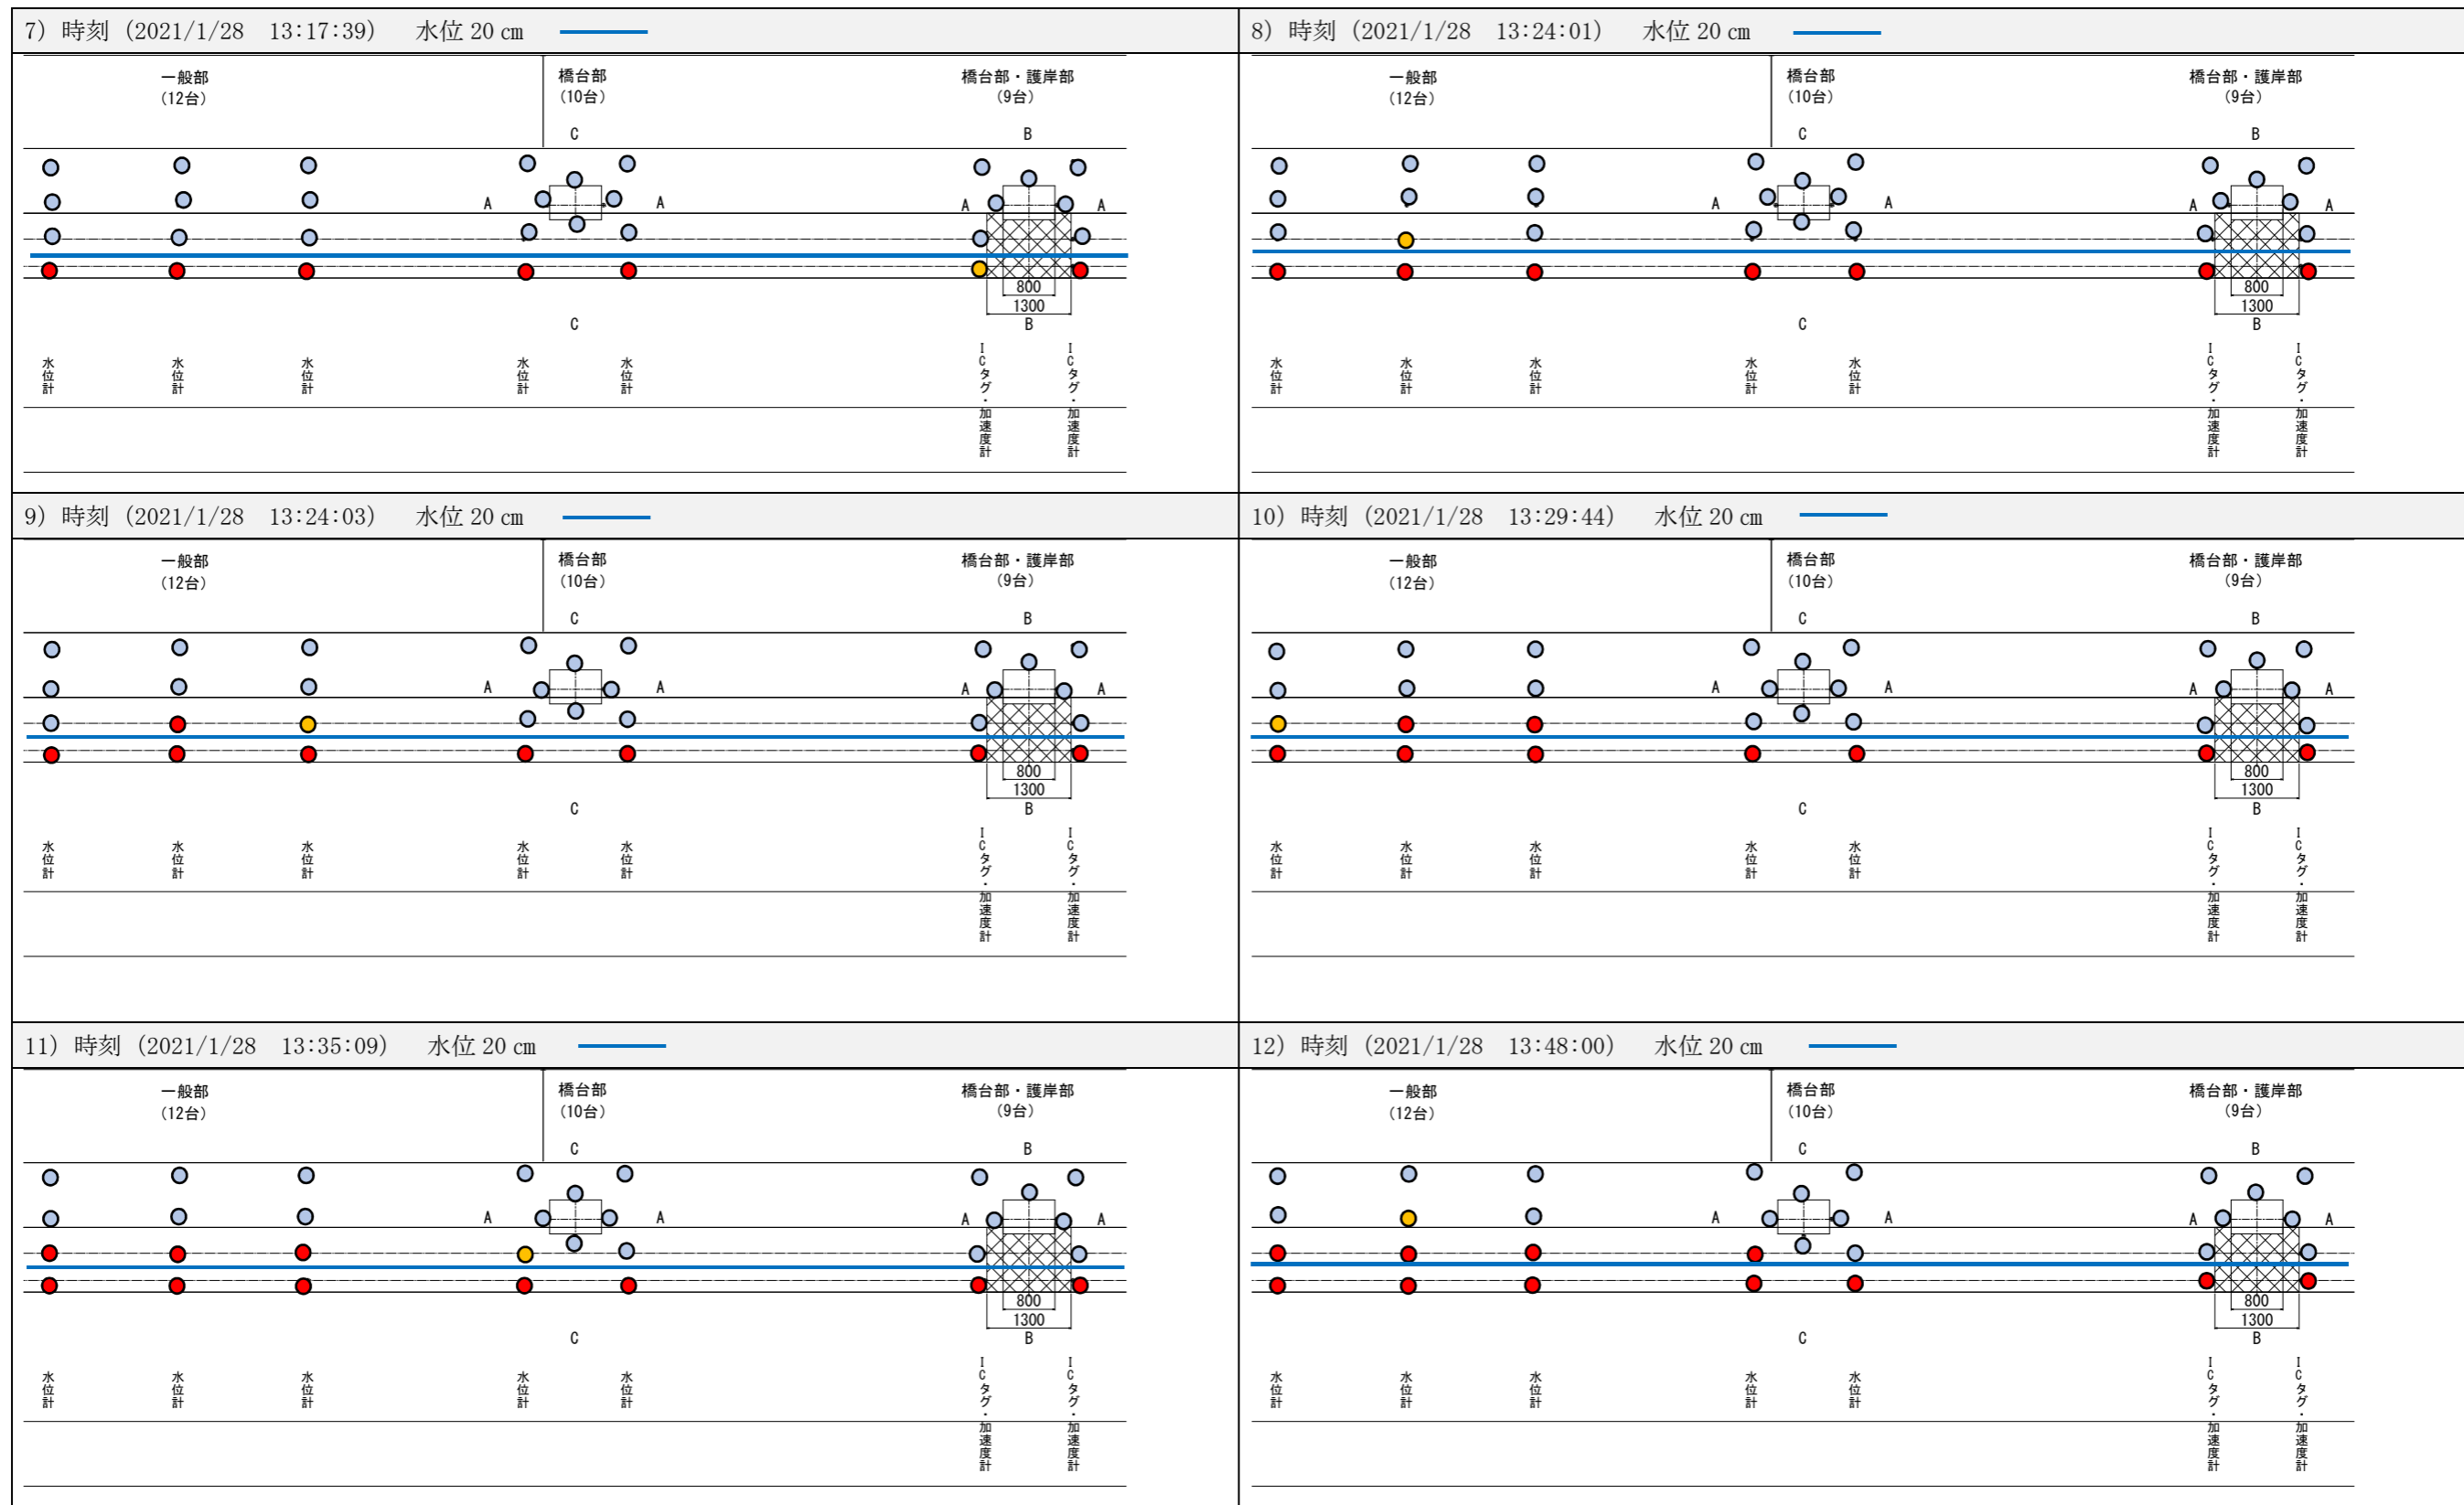 7) 時刻 (2021/1/28 13:17:39) 水位 20 cm
一般部
(12台)
橋台部
(10台)
橋台部・護岸部
(9台)
C
B
A
A
A
A
800
1300
C
B
水位計
水位計
水位計
水位計
水位計
ICタグ・加速度計
ICタグ・加速度計
8) 時刻 (2021/1/28 13:24:01) 水位 20 cm
一般部
(12台)
橋台部
(10台)
橋台部・護岸部
(9台)
C
B
A
A
A
A
800
1300
C
B
水位計
水位計
水位計
水位計
水位計
ICタグ・加速度計
ICタグ・加速度計
9) 時刻 (2021/1/28 13:24:03) 水位 20 cm
一般部
(12台)
橋台部
(10台)
橋台部・護岸部
(9台)
C
B
A
A
A
A
800
1300
C
B
水位計
水位計
水位計
水位計
水位計
ICタグ・加速度計
ICタグ・加速度計
10) 時刻 (2021/1/28 13:29:44) 水位 20 cm
一般部
(12台)
橋台部
(10台)
橋台部・護岸部
(9台)
C
B
A
A
A
A
800
1300
C
B
水位計
水位計
水位計
水位計
水位計
ICタグ・加速度計
ICタグ・加速度計
11) 時刻 (2021/1/28 13:35:09) 水位 20 cm
一般部
(12台)
橋台部
(10台)
橋台部・護岸部
(9台)
C
B
A
A
A
A
800
1300
C
B
水位計
水位計
水位計
水位計
水位計
ICタグ・加速度計
ICタグ・加速度計
12) 時刻 (2021/1/28 13:48:00) 水位 20 cm
一般部
(12台)
橋台部
(10台)
橋台部・護岸部
(9台)
C
B
A
A
A
A
800
1300
C
B
水位計
水位計
水位計
水位計
水位計
ICタグ・加速度計
ICタグ・加速度計